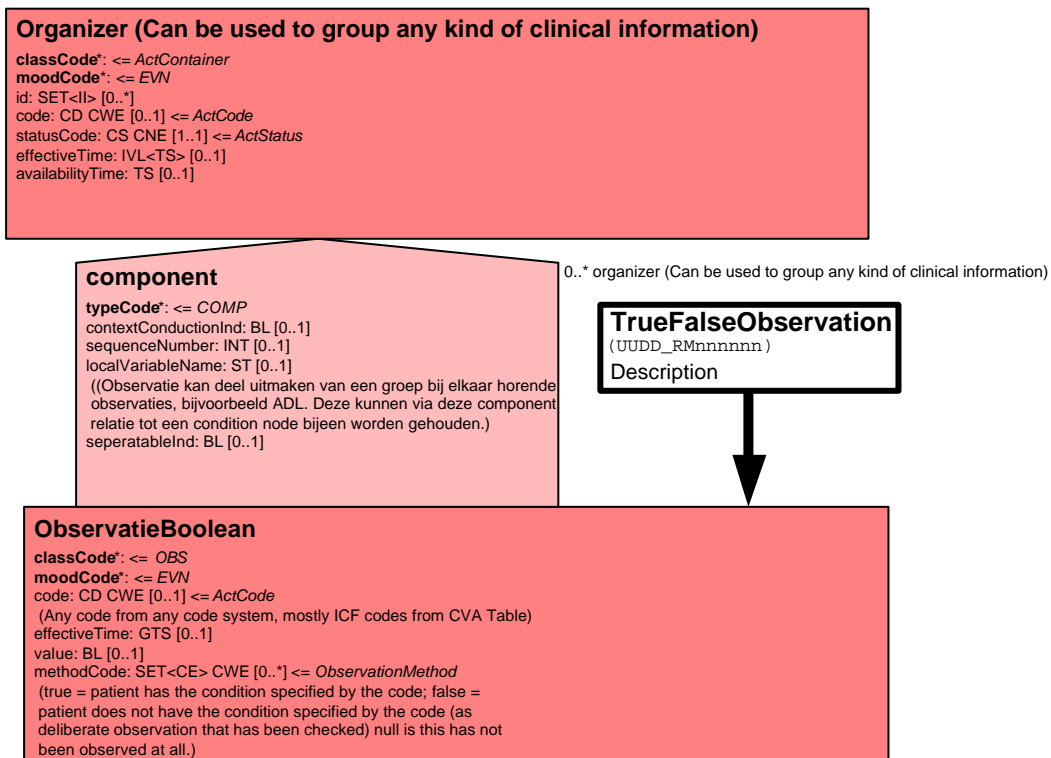 Organizer (Can be used to group any kind of clinical information)
classCode*: <= ActContainer
moodCode*: <= EVN
id: SET<II> [0..*]
code: CD CWE [0..1] <= ActCode
statusCode: CS CNE [1..1] <= ActStatus
effectiveTime: IVL<TS> [0..1]
availabilityTime: TS [0..1]
component
typeCode*: <= COMP
contextConductionInd: BL [0..1]
sequenceNumber: INT [0..1]
localVariableName: ST [0..1]
((Observatie kan deel uitmaken van een groep bij elkaar horende
observaties, bijvoorbeeld ADL. Deze kunnen via deze component
relatie tot een condition node bijeen worden gehouden.)
seperatableInd: BL [0..1]
0..* organizer (Can be used to group any kind of clinical information)
TrueFalseObservation
(UUDD_RMnnnnnn)
Description
ObservatieBoolean
classCode*: <= OBS
moodCode*: <= EVN
code: CD CWE [0..1] <= ActCode
(Any code from any code system, mostly ICF codes from CVA Table)
effectiveTime: GTS [0..1]
value: BL [0..1]
methodCode: SET<CE> CWE [0..*] <= ObservationMethod
(true = patient has the condition specified by the code; false =
patient does not have the condition specified by the code (as
deliberate observation that has been checked) null is this has not
been observed at all.)